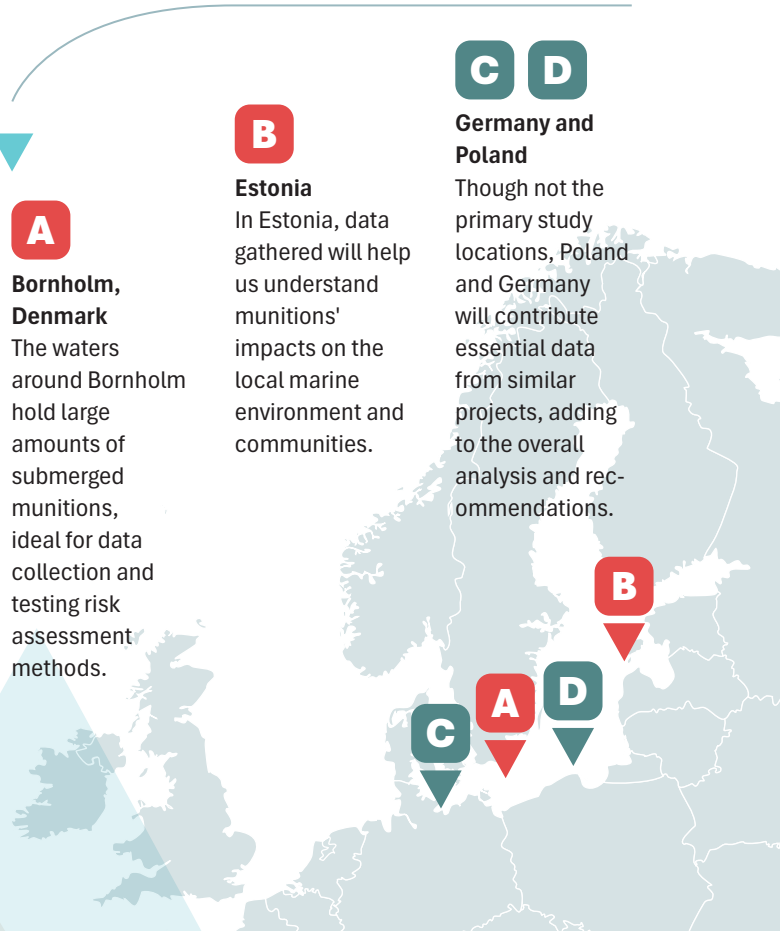 A
Bornholm,
Denmark
The waters
around Bornholm
hold large
amounts of
submerged
munitions,
ideal for data
collection and
testing risk
assessment
methods.
B
Estonia
In Estonia, data
gathered will help
us understand
munitions'
impacts on the
local marine
environment and
communities.
C D
Germany and
Poland
Though not the
primary study
locations, Poland
and Germany
will contribute
essential data
from similar
projects, adding
to the overall
analysis and rec-
ommendations.
B
D
A
C